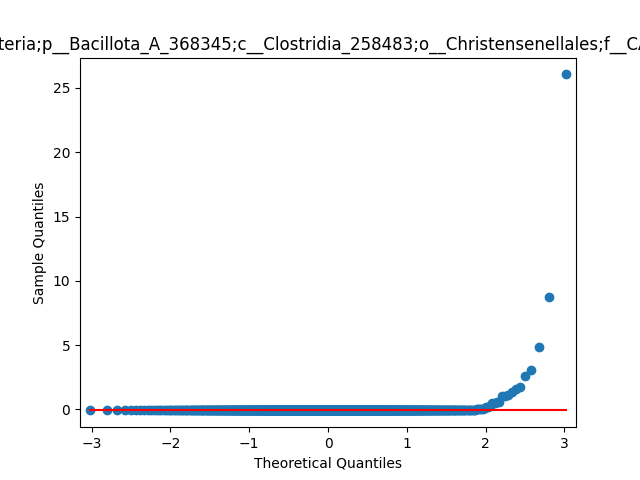 teria;p__Bacillota_A_368345;c__Clostridia_258483;o__Christensenellales;f__CA
25
20
15
10
5
0
Sample Quantiles
−3 −2 −1 0 1 2 3
Theoretical Quantiles